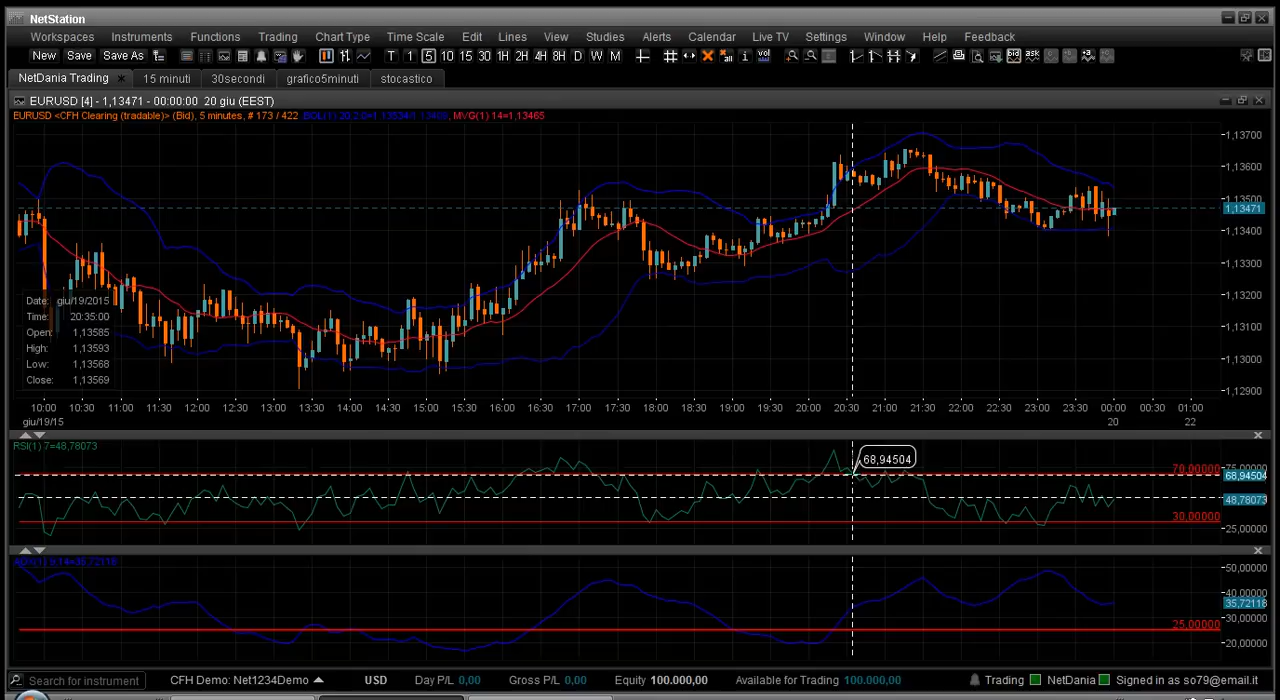 NetStation
Workspaces Instruments Functions Trading Chart Type Time Scale Edit Lines View Studies Alerts Calendar Live TV Settings Window Help Feedback
New Save Save As T 1 5 10 15 30 1H 2H 4H 8H D W M
NetDania Trading 15 minuti 30secondi grafico5minuti stocastico
EURUSD [4] - 1,13471 - 00:00:00 20 giu (EEST)
EURUSD <CFH Clearing (tradable)> (Bid), 5 minutes, # 173 / 422 MVG(1) 14=1,13465
1,13700
1,13600
1,13500
1,13471
1,13400
1,13300
1,13200
1,13100
1,13000
1,12900
Date: giu/19/2015
Time: 20:35:00
Open: 1,13585
High: 1,13593
Low: 1,13568
Close: 1,13569
10:00 10:30 11:00 11:30 12:00 12:30 13:00 13:30 14:00 14:30 15:00 15:30 16:00 16:30 17:00 17:30 18:00 18:30 19:00 19:30 20:00 20:30 21:00 21:30 22:00 22:30 23:00 23:30 00:00 00:30 01:00
giu/19/15 20 22
RSI(1) 7=48,78073
68,94504
70,00000 75,00000
68,94504
48,78073
30,00000
25,00000
50,00000
40,00000
35,72118
30,00000
25,00000
20,00000
Search for instrument CFH Demo: Net1234Demo USD Day P/L 0,00 Gross P/L 0,00 Equity 100.000,00 Available for Trading 100.000,00 Trading NetDania Signed in as so79@email.it